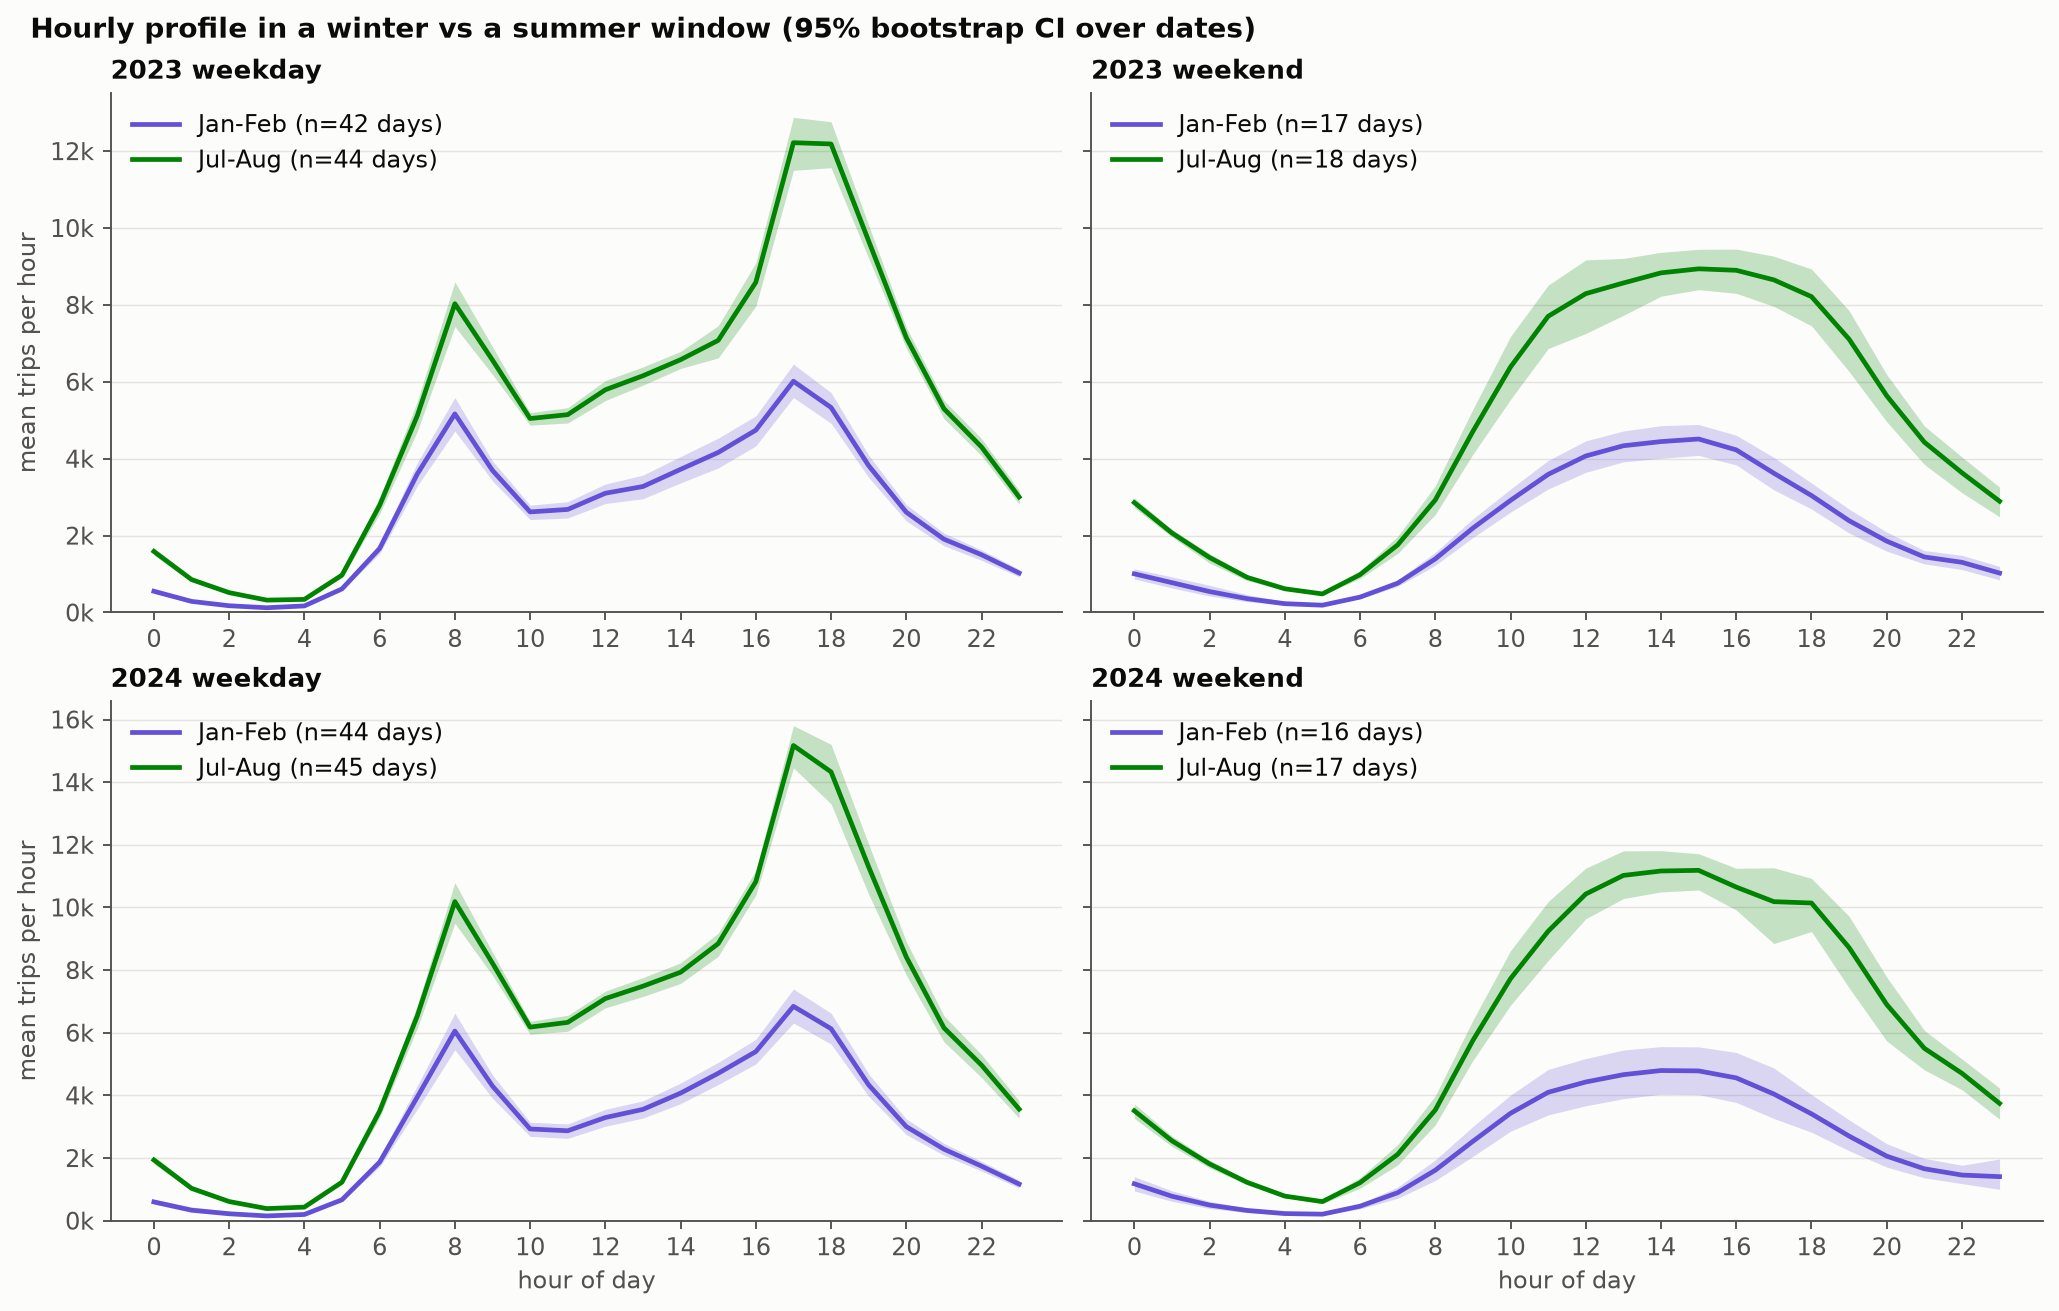 Hourly profile in a winter vs a summer window (95% bootstrap CI over dates)
2023 weekday
Jan-Feb (n=42 days)
Jul-Aug (n=44 days)
mean trips per hour
12k
10k
8k
6k
4k
2k
0k
0 2 4 6 8 10 12 14 16 18 20 22
2023 weekend
Jan-Feb (n=17 days)
Jul-Aug (n=18 days)
0 2 4 6 8 10 12 14 16 18 20 22
2024 weekday
Jan-Feb (n=44 days)
Jul-Aug (n=45 days)
mean trips per hour
16k
14k
12k
10k
8k
6k
4k
2k
0k
0 2 4 6 8 10 12 14 16 18 20 22
hour of day
2024 weekend
Jan-Feb (n=16 days)
Jul-Aug (n=17 days)
0 2 4 6 8 10 12 14 16 18 20 22
hour of day